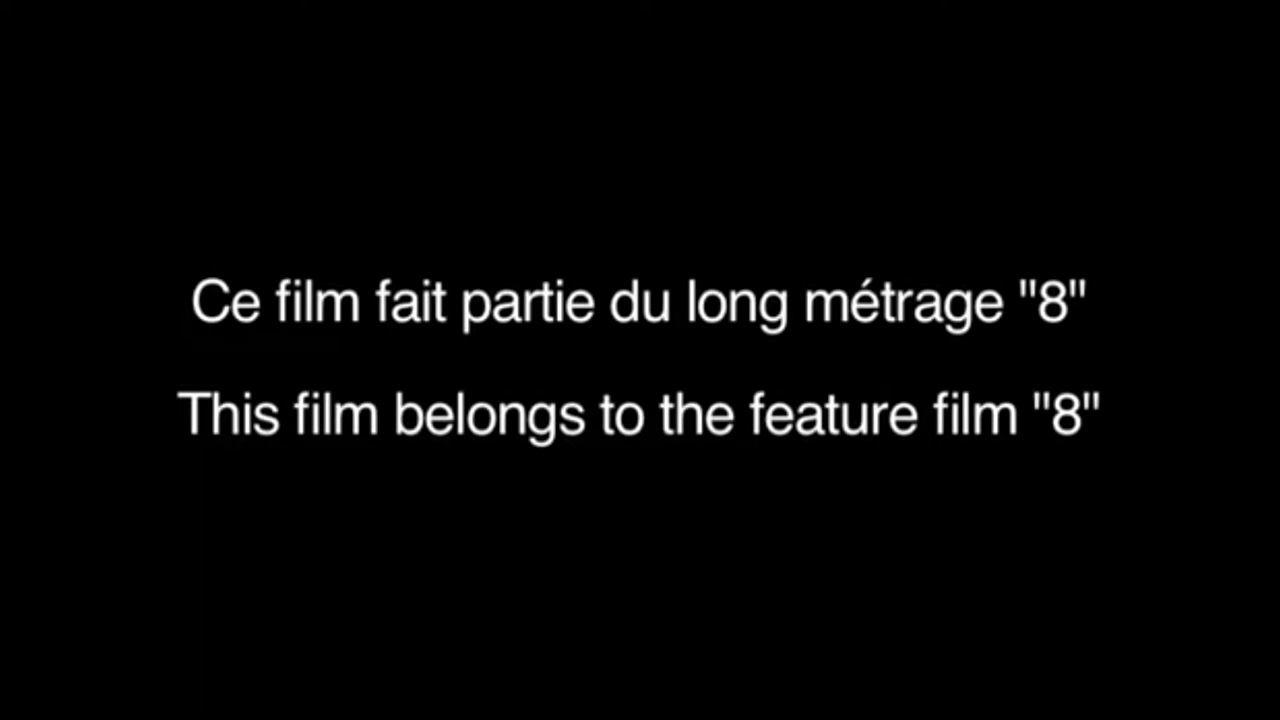 Ce film fait partie du long métrage "8"
This film belongs to the feature film "8"